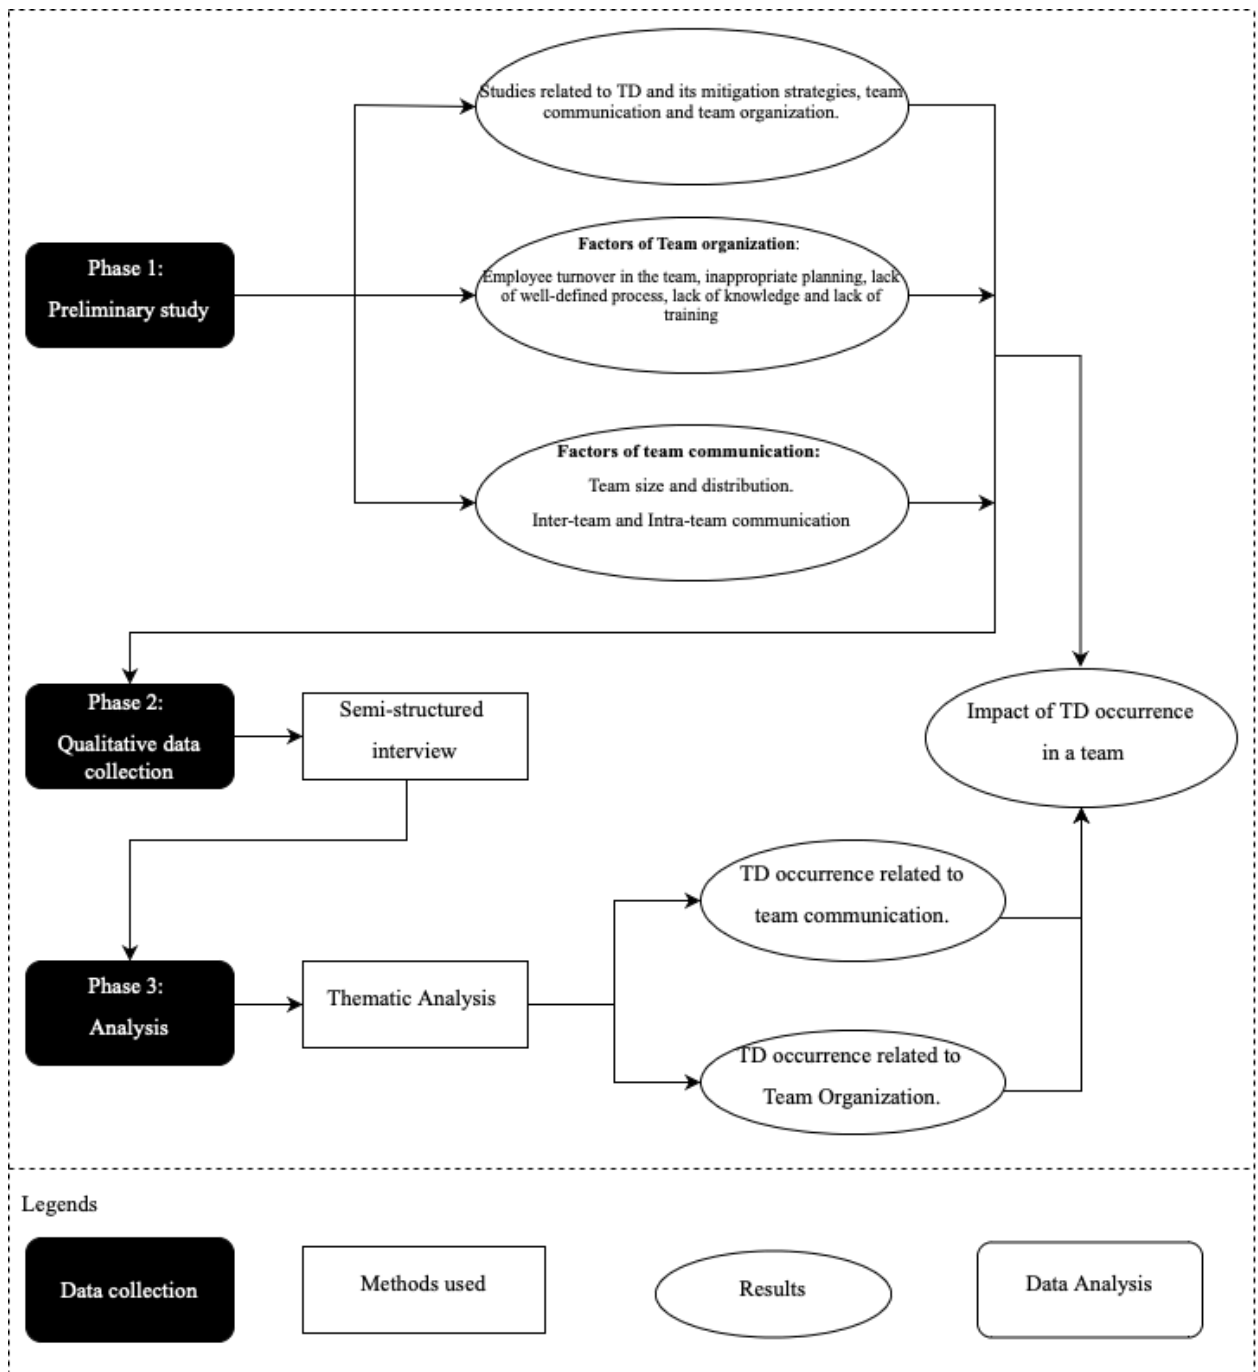 Studies related to TD and its mitigation strategies, team
communication and team organization.
Factors of Team organization:
Employee turnover in the team, inappropriate planning, lack
of well-defined process, lack of knowledge and lack of
training
Phase 1:
Preliminary study
Factors of team communication:
Team size and distribution.
Inter-team and Intra-team communication
Phase 2:
Qualitative data
collection
Semi-structured
interview
Impact of TD occurrence
in a team
TD occurrence related to
team communication.
Phase 3:
Analysis
Thematic Analysis
TD occurrence related to
Team Organization.
Legends
Data collection
Methods used
Results
Data Analysis